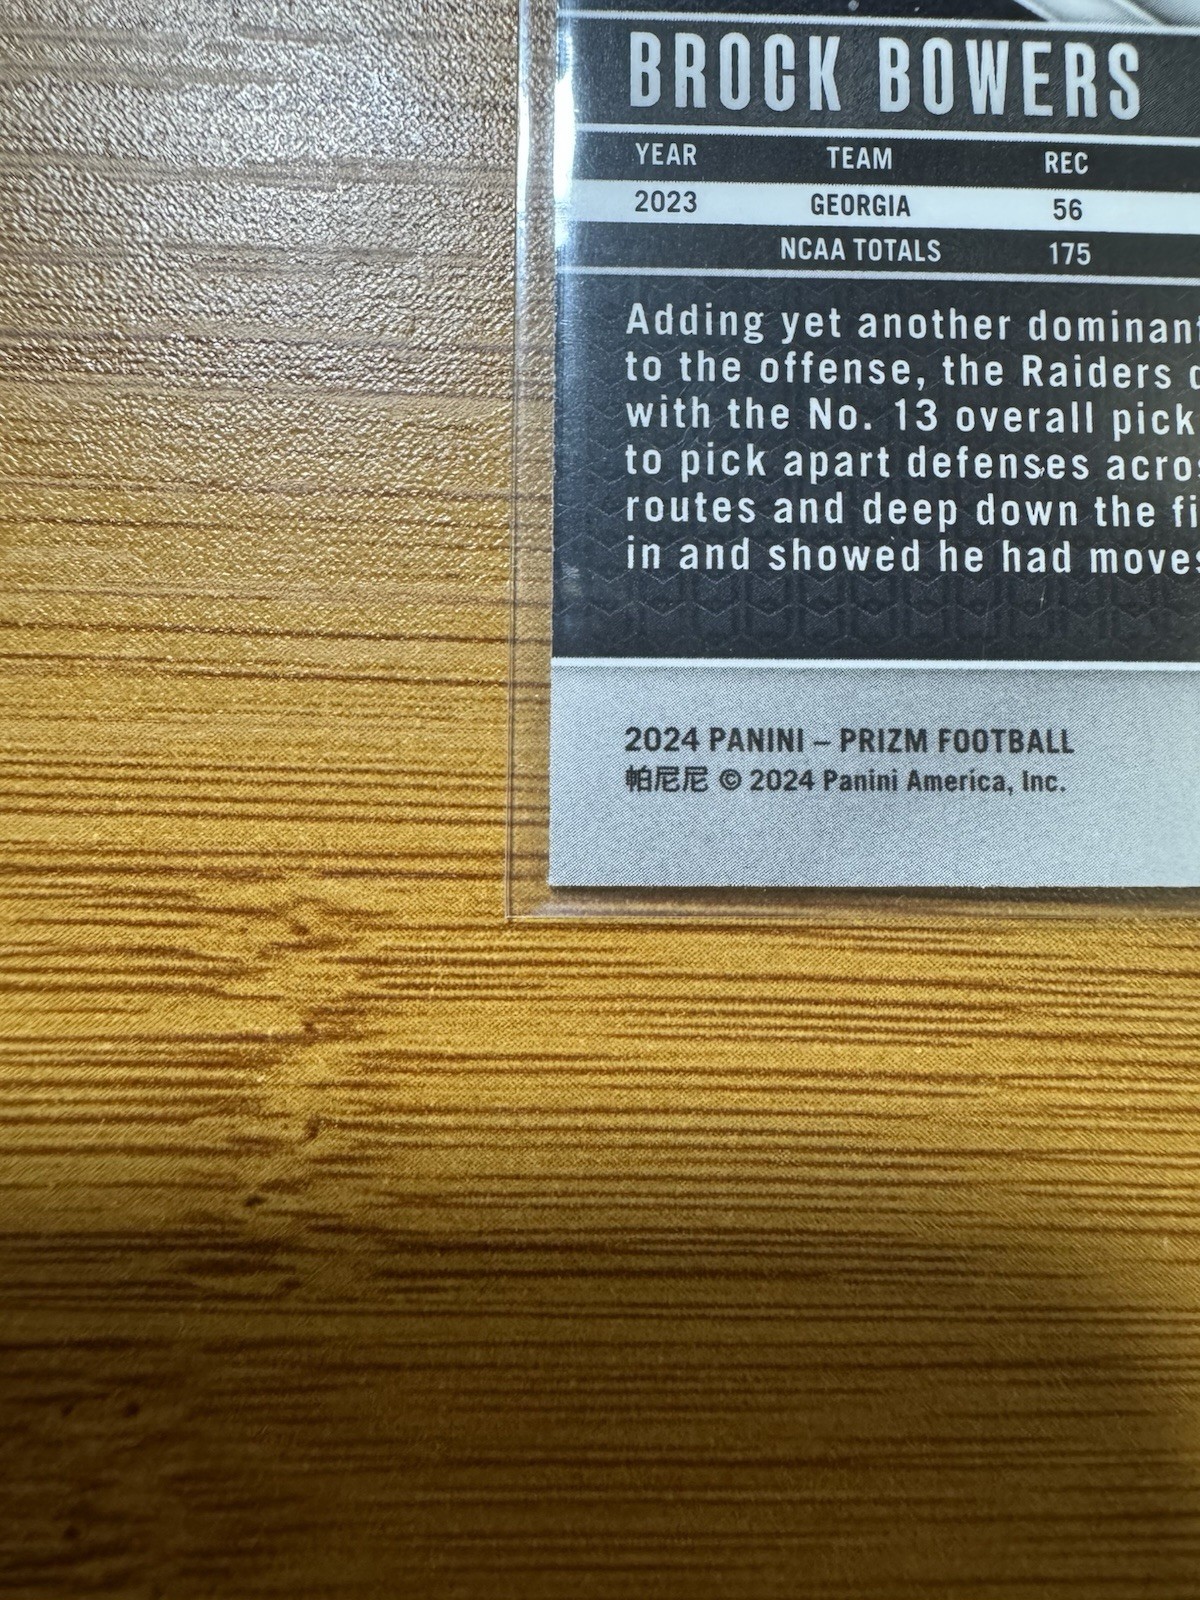 BROCK BOWERS
YEAR TEAM REC
2023 GEORGIA 56
NCAA TOTALS 175
Adding yet another dominant
to the offense, the Raiders
with the No. 13 overall pick
to pick apart defenses
routes and deep down the
in and showed he had moves
2024 PANINI – PRIZM FOOTBALL
帕尼尼 © 2024 Panini America, Inc.